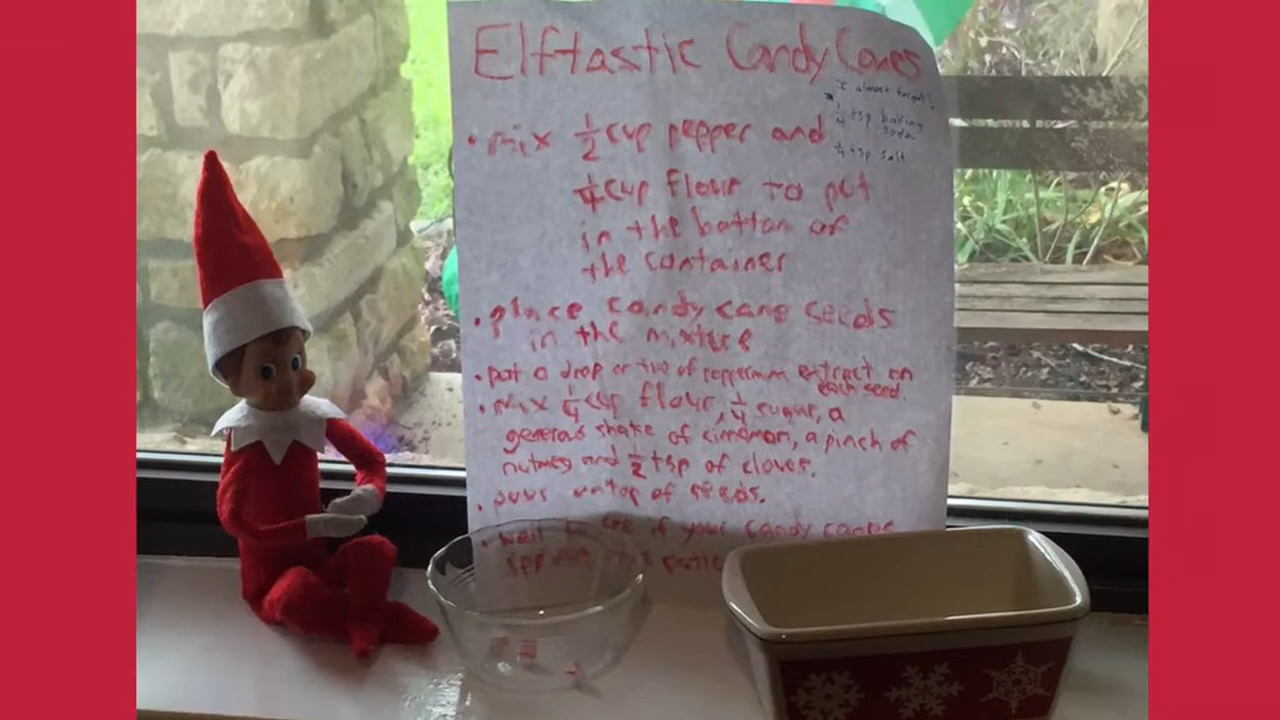 Elftastic Candy Canes
* I almost forgot!
1/4 tsp baking
soda
1/4 tsp salt
• mix 1/2 cup pepper and
1/4 cup flour to put
in the bottom of
the container
• place candy cane seeds
in the mixture
• put a drop or two of extract on
each seed.
• mix 1/4 cup flour, 1/4 sugar, a
generous shake of a pinch of
nutmeg and 1/2 tsp of cloves.
• ontop of seeds.
• wait to see if your candy canes